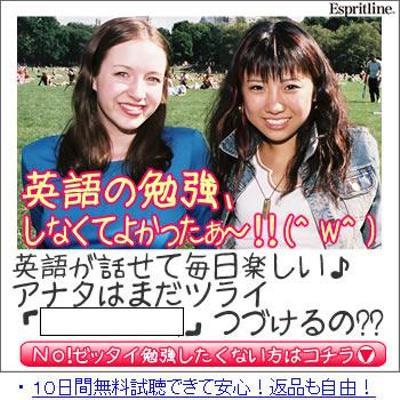 Espritline.
英語の勉強、
しなくてよかったぁ~!!(^ w^ )
英語が話せて毎日楽しい♪
アナタはまだツライ
「 」つづけるの??
No!ゼッタイ勉強したくない方はコチラ▼
・10日間無料試聴できて安心!返品も自由!